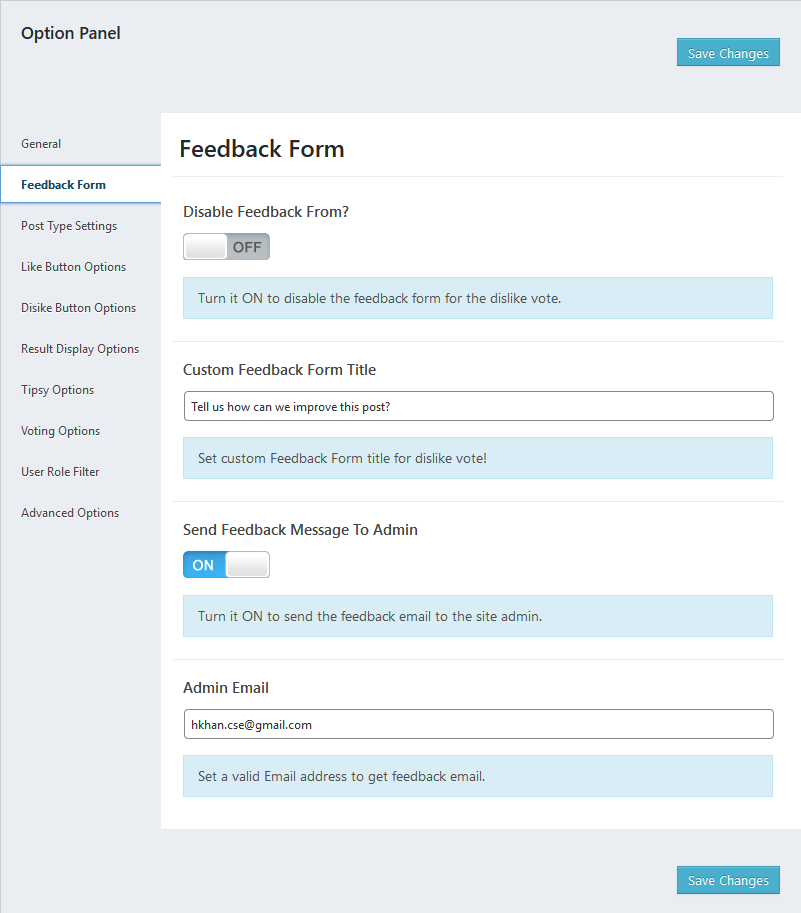 Option Panel
Save Changes
General
Feedback Form
Post Type Settings
Like Button Options
Disike Button Options
Result Display Options
Tipsy Options
Voting Options
User Role Filter
Advanced Options
Feedback Form
Disable Feedback From?
OFF
Turn it ON to disable the feedback form for the dislike vote.
Custom Feedback Form Title
Tell us how can we improve this post?
Set custom Feedback Form title for dislike vote!
Send Feedback Message To Admin
ON
Turn it ON to send the feedback email to the site admin.
Admin Email
hkhan.cse@gmail.com
Set a valid Email address to get feedback email.
Save Changes